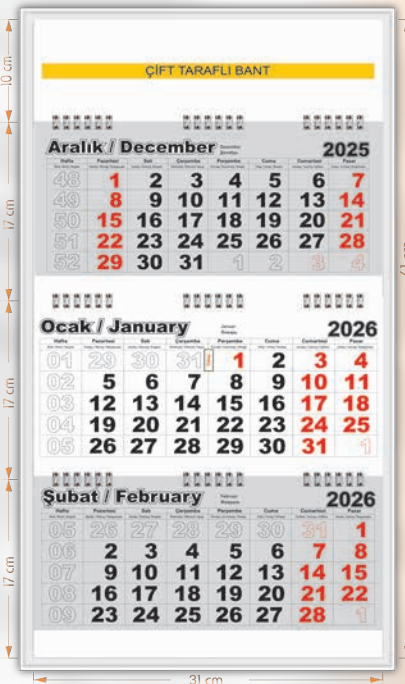 ÇİFT TARAFLI BANT
10 cm
Aralık / December 2025
Hafta Pazartesi Salı Çarşamba Perşembe Cuma Cumartesi Pazar
48 1 2 3 4 5 6 7
49 8 9 10 11 12 13 14
50 15 16 17 18 19 20 21
51 22 23 24 25 26 27 28
52 29 30 31 1 2 3 4
17 cm
Ocak / January 2026
Hafta Pazartesi Salı Çarşamba Perşembe Cuma Cumartesi Pazar
01 29 30 31 1 2 3 4
02 5 6 7 8 9 10 11
03 12 13 14 15 16 17 18
04 19 20 21 22 23 24 25
05 26 27 28 29 30 31 1
17 cm
Şubat / February 2026
Hafta Pazartesi Salı Çarşamba Perşembe Cuma Cumartesi Pazar
05 26 27 28 29 30 31 1
06 2 3 4 5 6 7 8
07 9 10 11 12 13 14 15
08 16 17 18 19 20 21 22
09 23 24 25 26 27 28 1
17 cm
31 cm